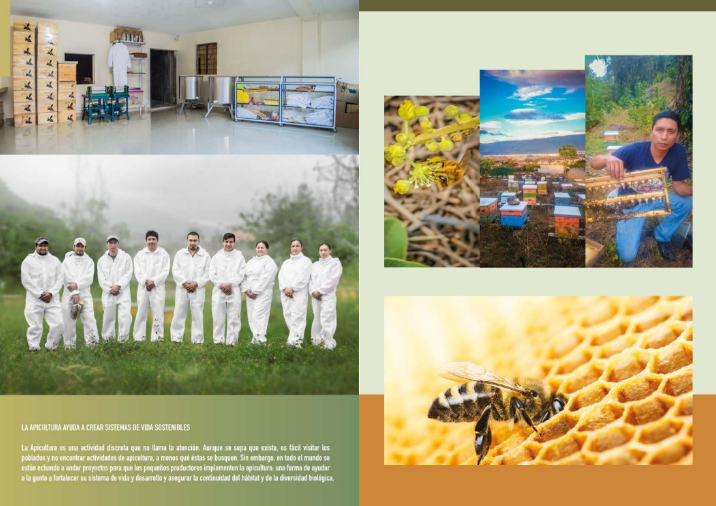 LA APICULTURA AYUDA A CREAR SISTEMAS DE VIDA SOSTENIBLES
La Apicultura es una actividad discreta que no llama la atención. Aunque se sepa que existe, es fácil visitar los
poblados y no encontrar actividades de apicultura, a menos que éstas se busquen. Sin embargo, en todo el mundo se
están echando a andar proyectos para que los pequeños productores implementen la apicultura: una forma de ayudar
a la gente a fortalecer su sistema de vida y desarrollo y asegurar la continuidad del hábitat y de la diversidad biológica.